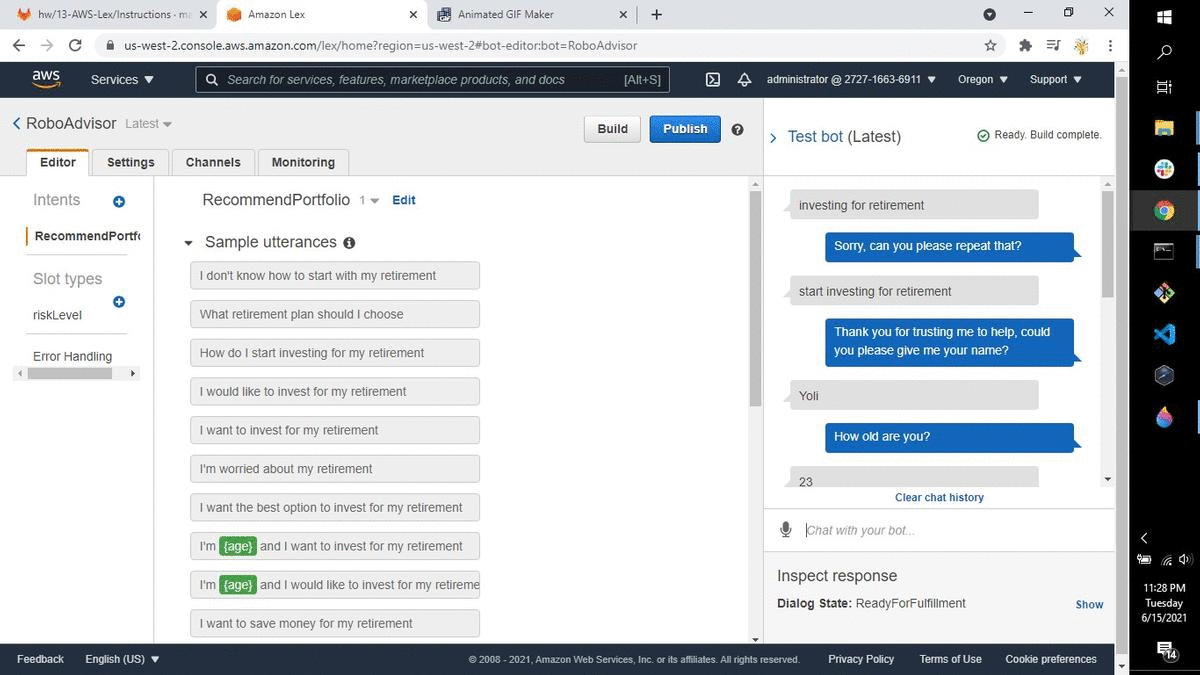 hw/13-AWS-Lex/Instructions · ma
Amazon Lex
Animated GIF Maker
us-west-2.console.aws.amazon.com/lex/home?region=us-west-2#bot-editor:bot=RoboAdvisor
aws
Services
Search for services, features, marketplace products, and docs
[Alt+S]
administrator @ 2727-1663-6911
Oregon
Support
RoboAdvisor
Latest
Build
Publish
Test bot (Latest)
Ready. Build complete.
Editor
Settings
Channels
Monitoring
Intents
RecommendPortfo
Slot types
riskLevel
Error Handling
RecommendPortfolio
1
Edit
Sample utterances
I don't know how to start with my retirement
What retirement plan should I choose
How do I start investing for my retirement
I would like to invest for my retirement
I want to invest for my retirement
I'm worried about my retirement
I want the best option to invest for my retirement
I'm {age} and I want to invest for my retirement
I'm {age} and I would like to invest for my retireme
I want to save money for my retirement
investing for retirement
Sorry, can you please repeat that?
start investing for retirement
Thank you for trusting me to help, could
you please give me your name?
Yoli
How old are you?
23
Clear chat history
Chat with your bot...
Inspect response
Dialog State: ReadyForFulfillment
Show
Feedback
English (US)
© 2008 - 2021, Amazon Web Services, Inc. or its affiliates. All rights reserved.
Privacy Policy
Terms of Use
Cookie preferences
11:28 PM
Tuesday
6/15/2021
14